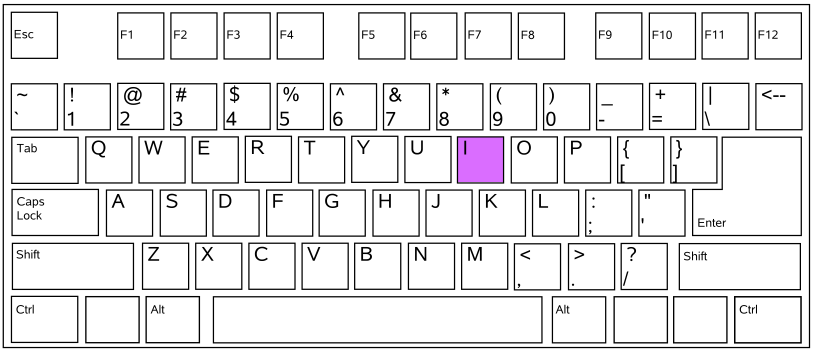 Esc F1 F2 F3 F4 F5 F6 F7 F8 F9 F10 F11 F12
~ ! @ # $ % ^ & * ( ) _ + | <--
` 1 2 3 4 5 6 7 8 9 0 - = \
Tab Q W E R T Y U I O P { }
[ ]
Caps A S D F G H J K L : "
Lock ; '
Enter
Shift Z X C V B N M < > ? Shift
, . /
Ctrl Alt Alt Ctrl